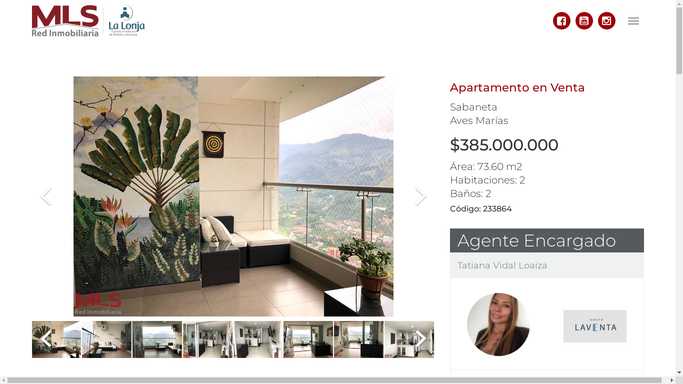 MLS
Red Inmobiliaria
La Lonja
Apartamento en Venta
Sabaneta
Aves Marías
$385.000.000
Área: 73.60 m2
Habitaciones: 2
Baños: 2
Código: 233864
Agente Encargado
Tatiana Vidal Loaiza
MLS
Red Inmobiliaria
LAVENTA